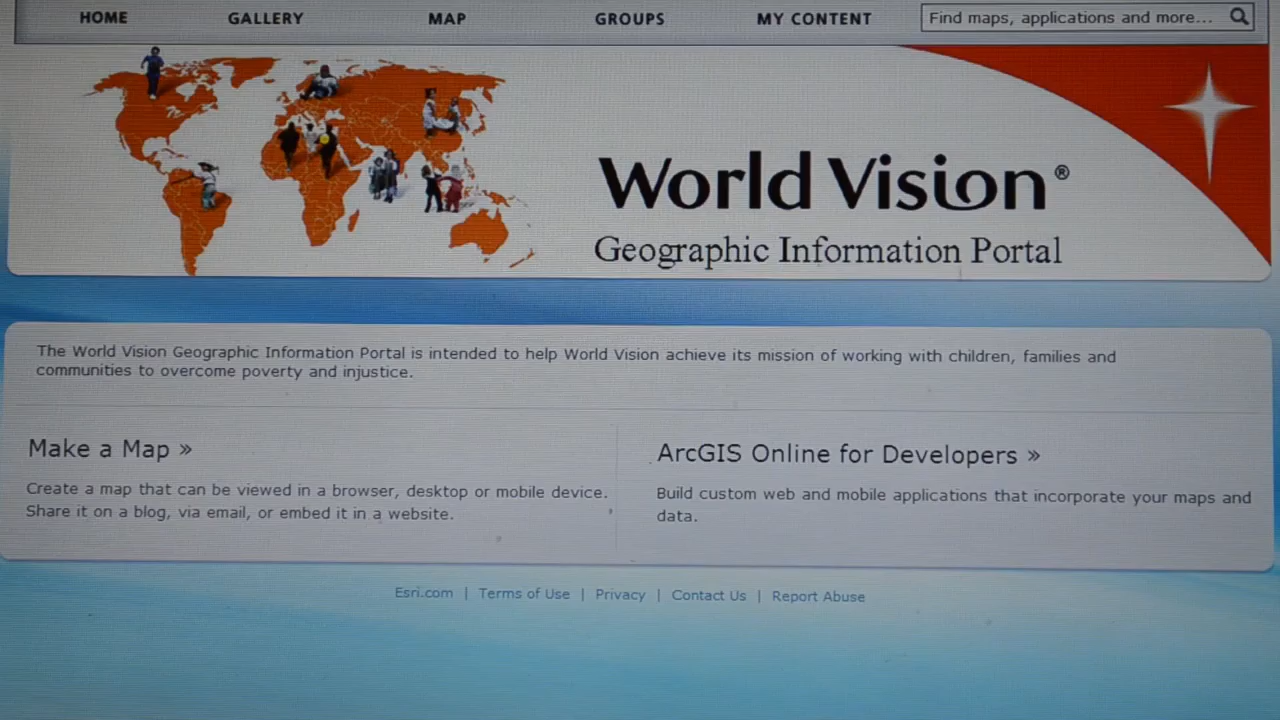 HOME GALLERY MAP GROUPS MY CONTENT Find maps, applications and more...
World Vision®
Geographic Information Portal
The World Vision Geographic Information Portal is intended to help World Vision achieve its mission of working with children, families and
communities to overcome poverty and injustice.
Make a Map »
Create a map that can be viewed in a browser, desktop or mobile device.
Share it on a blog, via email, or embed it in a website.
ArcGIS Online for Developers »
Build custom web and mobile applications that incorporate your maps and
data.
Esri.com | Terms of Use | Privacy | Contact Us | Report Abuse